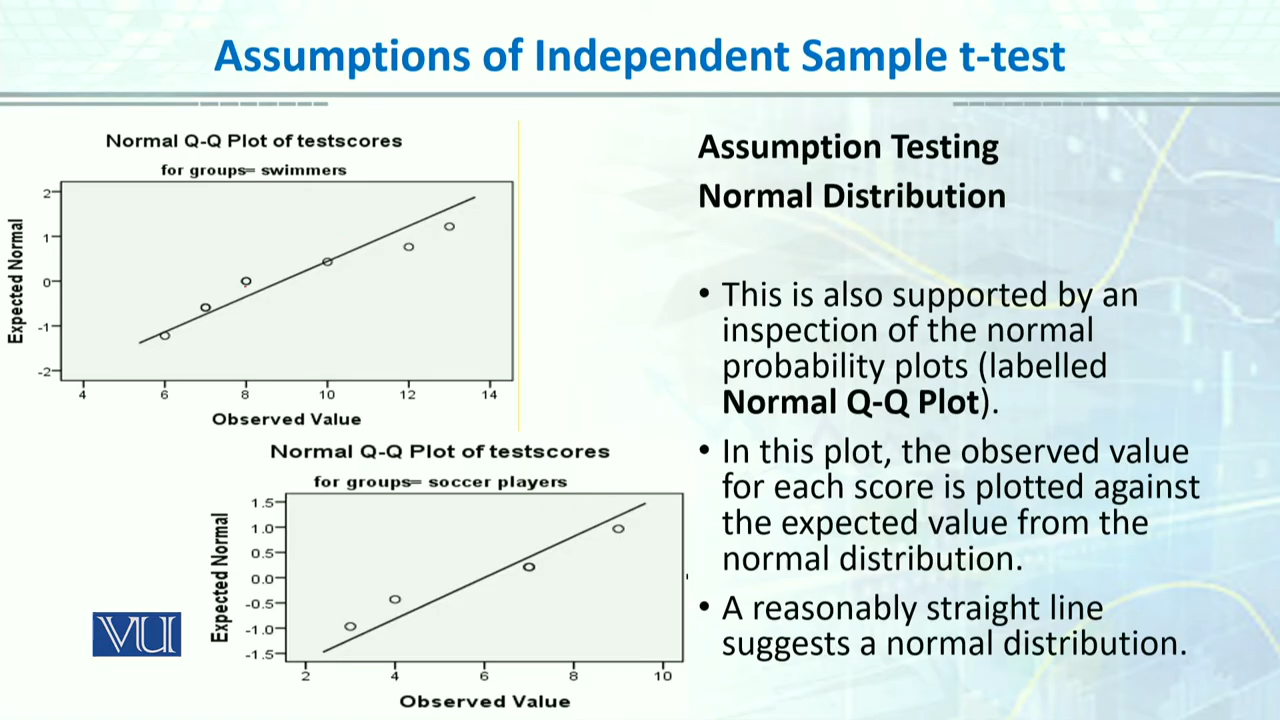 Assumptions of Independent Sample t-test
Normal Q-Q Plot of testscores
for groups= swimmers
2
1
0
-1
-2
Expected Normal
4 6 8 10 12 14
Observed Value
Normal Q-Q Plot of testscores
for groups= soccer players
1.5
1.0
0.5
0.0
-0.5
-1.0
-1.5
Expected Normal
2 4 6 8 10
Observed Value
VU
Assumption Testing
Normal Distribution
• This is also supported by an
inspection of the normal
probability plots (labelled
Normal Q-Q Plot).
• In this plot, the observed value
for each score is plotted against
the expected value from the
normal distribution.
• A reasonably straight line
suggests a normal distribution.